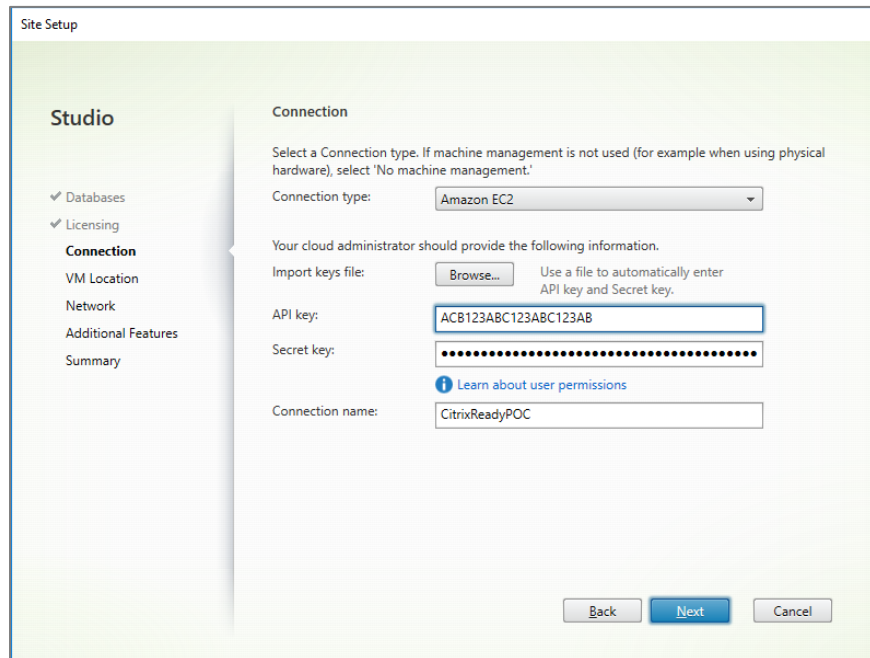 Site Setup
Studio
✔ Databases
✔ Licensing
Connection
VM Location
Network
Additional Features
Summary
Connection
Select a Connection type. If machine management is not used (for example when using physical
hardware), select 'No machine management.'
Connection type:
Amazon EC2
Your cloud administrator should provide the following information.
Import keys file:
Browse...
Use a file to automatically enter
API key and Secret key.
API key:
ACB123ABC123ABC123AB
Secret key:
●●●●●●●●●●●●●●●●●●●●●●●●●●●●●●●●●●●●●●●●
Learn about user permissions
Connection name:
CitrixReadyPOC
Back
Next
Cancel